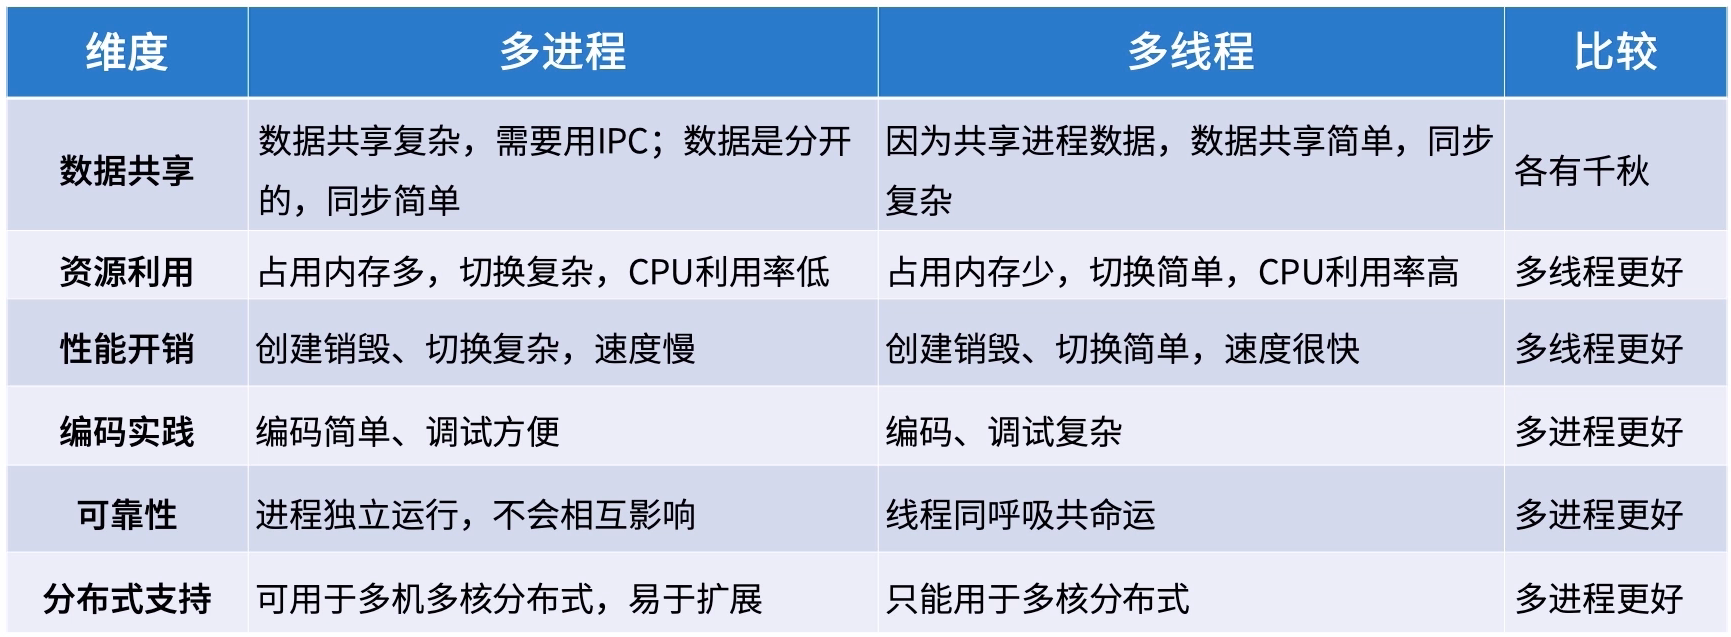 维度 多进程 多线程 比较
数据共享 数据共享复杂，需要用IPC；数据是分开 因为共享进程数据，数据共享简单，同步 各有千秋
的，同步简单 复杂
资源利用 占用内存多，切换复杂，CPU利用率低 占用内存少，切换简单，CPU利用率高 多线程更好
性能开销 创建销毁、切换复杂，速度慢 创建销毁、切换简单，速度很快 多线程更好
编码实践 编码简单、调试方便 编码、调试复杂 多进程更好
可靠性 进程独立运行，不会相互影响 线程同呼吸共命运 多进程更好
分布式支持 可用于多机多核分布式，易于扩展 只能用于多核分布式 多进程更好